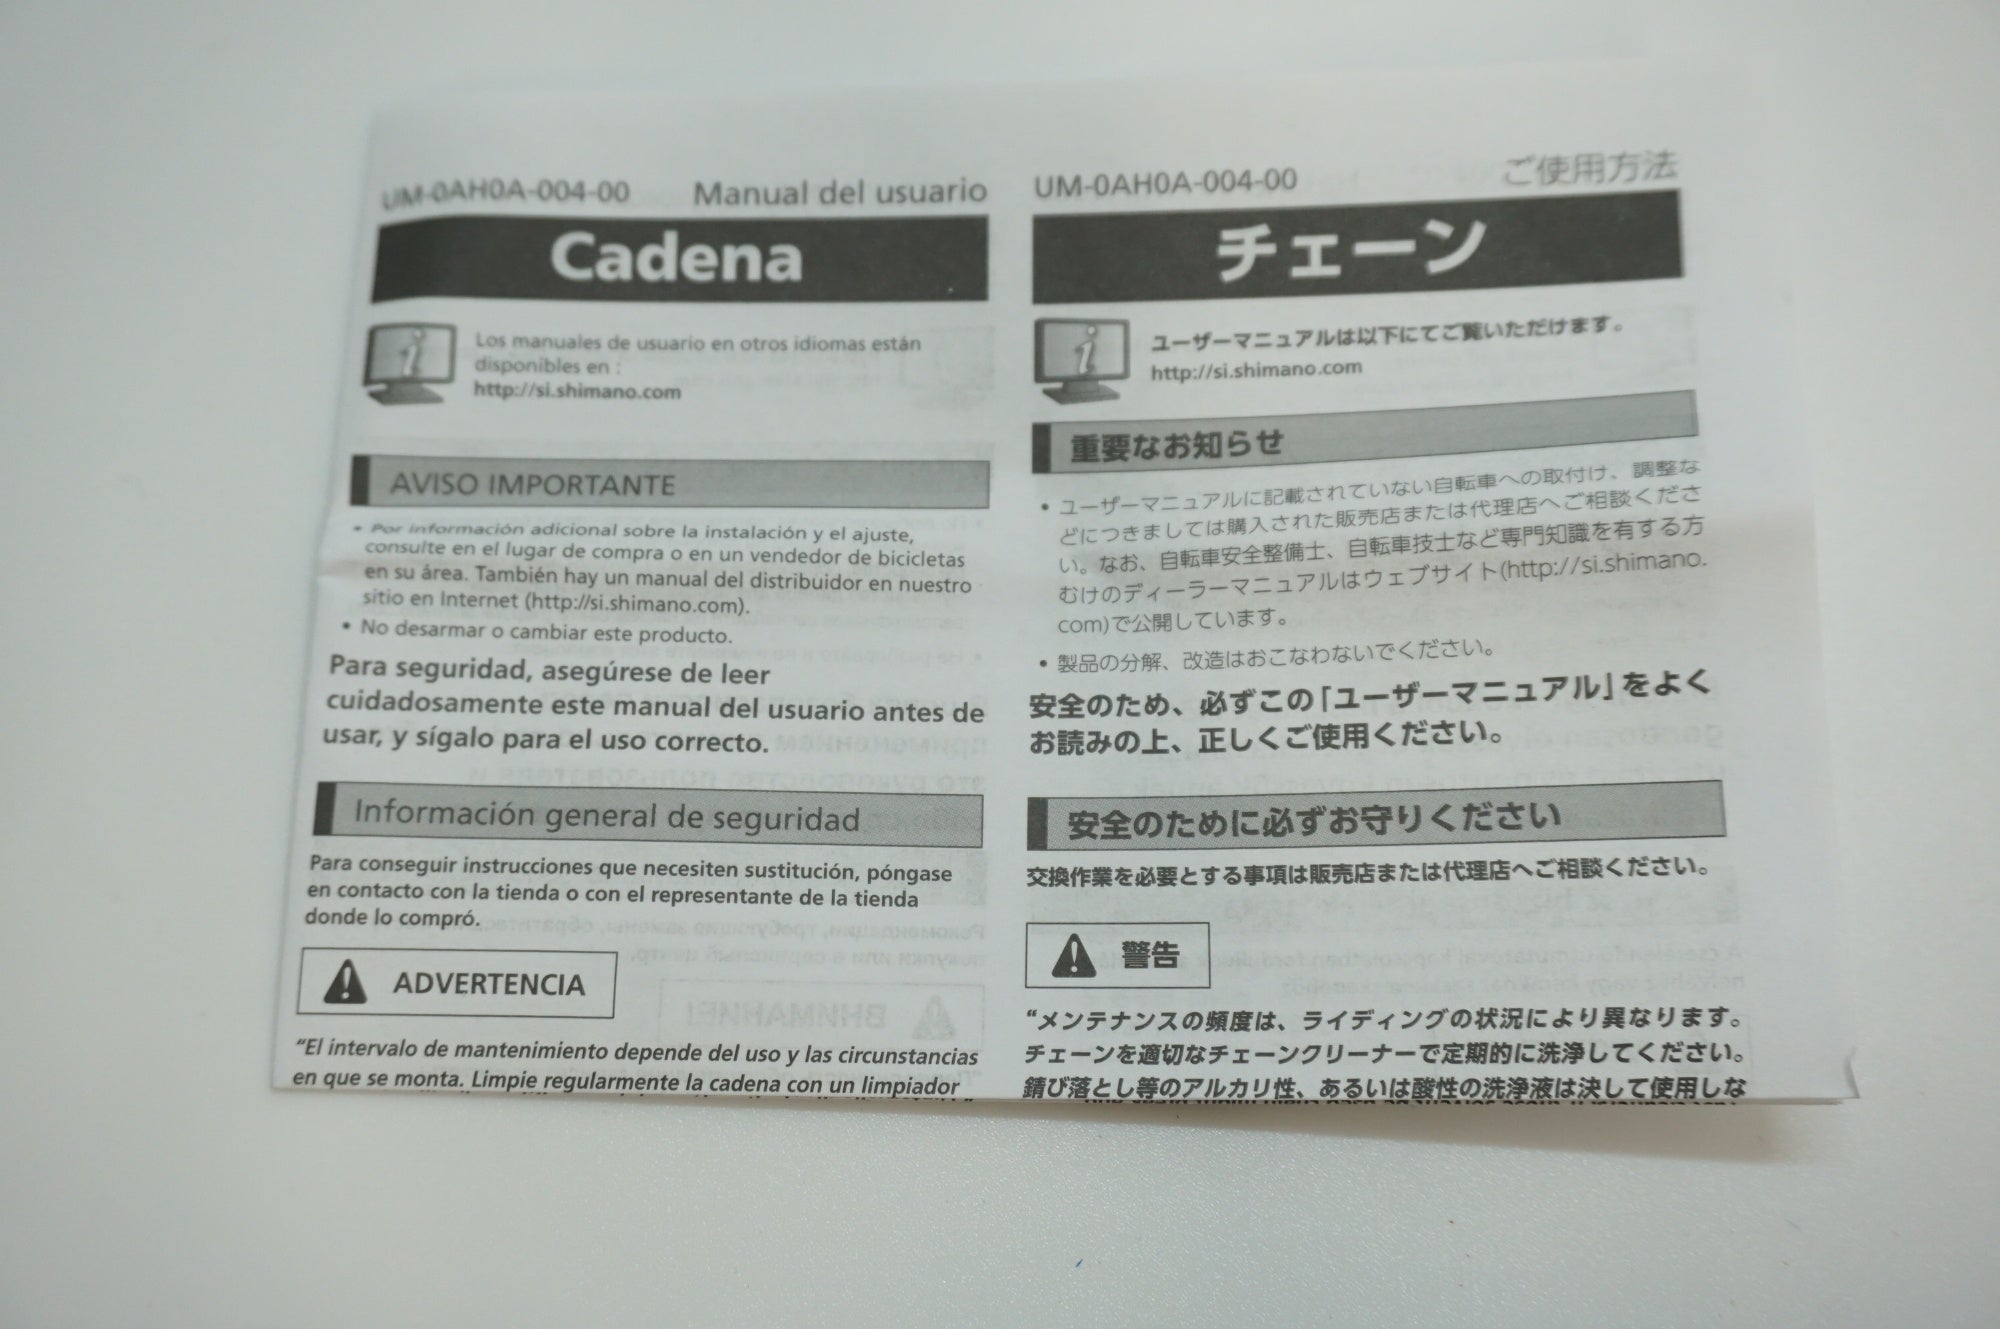 UM-0AH0A-004-00 Manual del usuario
Cadena
Los manuales de usuario en otros idiomas están
disponibles en :
http://si.shimano.com
AVISO IMPORTANTE
• Por información adicional sobre la instalación y el ajuste,
consulte en el lugar de compra o en un vendedor de bicicletas
en su área. También hay un manual del distribuidor en nuestro
sitio en Internet (http://si.shimano.com).
• No desarmar o cambiar este producto.
Para seguridad, asegúrese de leer
cuidadosamente este manual del usuario antes de
usar, y sígalo para el uso correcto.
Información general de seguridad
Para conseguir instrucciones que necesiten sustitución, póngase
en contacto con la tienda o con el representante de la tienda
donde lo compró.
ADVERTENCIA
“El intervalo de mantenimiento depende del uso y las circunstancias
en que se monta. Limpie regularmente la cadena con un limpiador
UM-0AH0A-004-00 ご使用方法
チェーン
ユーザーマニュアルは以下にてご覧いただけます。
http://si.shimano.com
重要なお知らせ
• ユーザーマニュアルに記載されていない自転車への取付け、調整な
どにつきましては購入された販売店または代理店へご相談くださ
い。なお、自転車安全整備士、自転車技士など専門知識を有する方
むけのディーラーマニュアルはウェブサイト(http://si.shimano.
com)で公開しています。
• 製品の分解、改造はおこなわないでください。
安全のため、必ずこの「ユーザーマニュアル」をよく
お読みの上、正しくご使用ください。
安全のために必ずお守りください
交換作業を必要とする事項は販売店または代理店へご相談ください。
警告
“メンテナンスの頻度は、ライディングの状況により異なります。
チェーンを適切なチェーンクリーナーで定期的に洗浄してください。
錆び落とし等のアルカリ性、あるいは酸性の洗浄液は決して使用しな